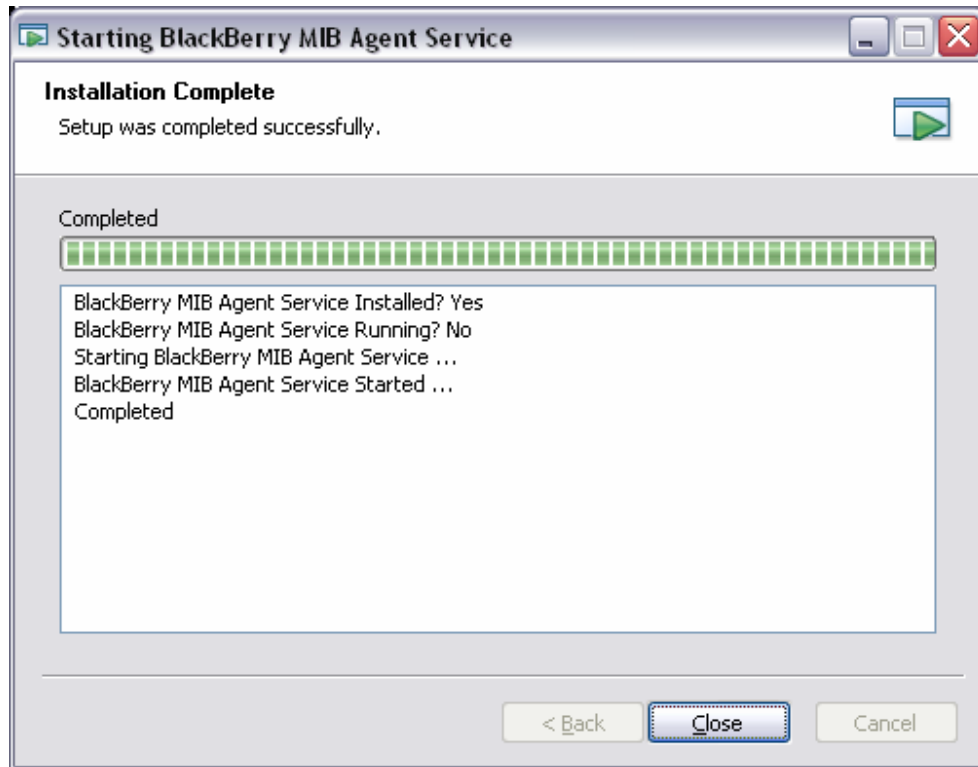 Starting BlackBerry MIB Agent Service
Installation Complete
Setup was completed successfully.
Completed
BlackBerry MIB Agent Service Installed? Yes
BlackBerry MIB Agent Service Running? No
Starting BlackBerry MIB Agent Service ...
BlackBerry MIB Agent Service Started ...
Completed
< Back Close Cancel